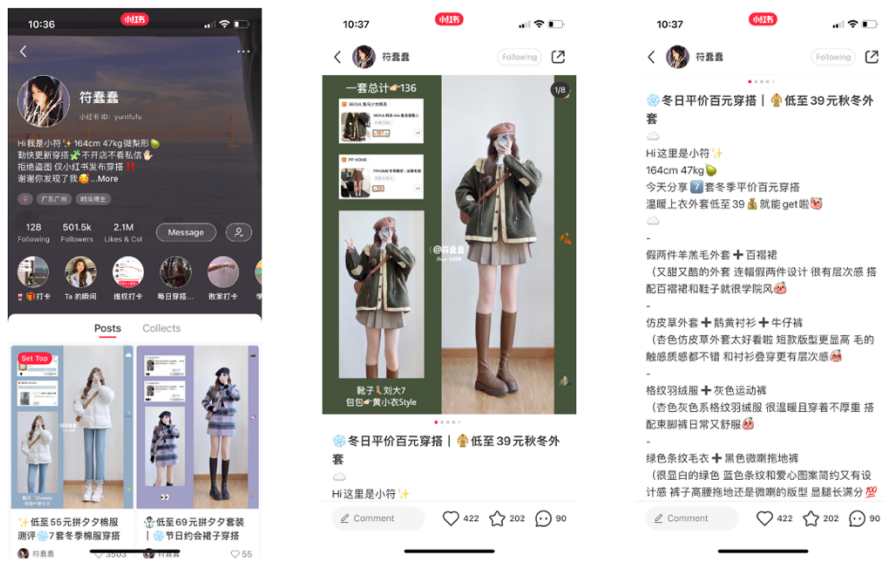 10:36
小红书
符蠢蠢
小红书 ID：yurrifufu
Hi 我是小符✨ 164cm 47kg微梨形🍐
勤快更新穿搭🧩不开店不看私信✋🏻
拒绝盗图 仅小红书发布穿搭‼️
谢谢你发现了我🥰...More
广东广州
时尚博主
128
Following
501.5k
Followers
2.1M
Likes & Col
Message
🎁打卡
Ta 的瞬间
维权打卡
每日穿搭...
败家打卡
Posts
Collects
Set Top
✨低至55元拼夕夕棉服
测评❄️7套冬季棉服穿搭
符蠢蠢
3503
☃️低至69元拼夕夕套装
｜❄️节日约会裙子穿搭
符蠢蠢
55
10:37
小红书
符蠢蠢
Following
一套总计👉🏻136
1/8
@符蠢蠢
靴子👢刘大7
包包👉🏻黄小衣Style
❄️冬日平价百元穿搭｜🧥低至39元秋冬外
套
☁️
Hi 这里是小符✨
Comment
422
202
90
10:37
小红书
符蠢蠢
Following
❄️冬日平价百元穿搭｜🧥低至39元秋冬外
套
☁️
Hi 这里是小符✨
164cm 47kg🍐
今天分享7️⃣套冬季平价百元穿搭
温暖上衣外套低至39💰就能get啦
☁️
-
假两件羊羔毛外套➕百褶裙
（又甜又酷的外套 连帽假两件设计 很有层次感 搭
配百褶裙和鞋子就很学院风
-
仿皮草外套➕鹅黄衬衫➕牛仔裤
（杏色仿皮草外套太好看啦 短款版型更显高 毛的
触感质感都不错 和衬衫叠穿更有层次感
-
格纹羽绒服➕灰色运动裤
（杏色灰色系格纹羽绒服 很温暖且穿着不厚重 搭
配束脚裤日常又舒服
-
绿色条纹毛衣➕黑色微喇拖地裤
（很显白的绿色 蓝色条纹和爱心图案简约又有设
计感 裤子高腰拖地还是微喇的版型 显腿长满分💯
Comment
422
202
90